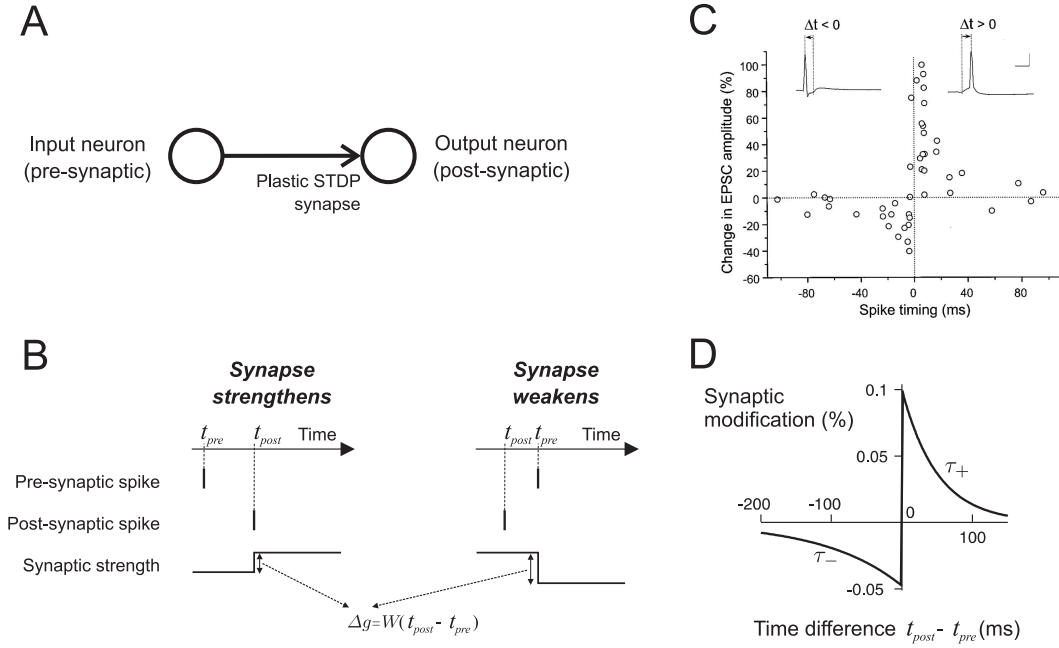 A
Input neuron
(pre-synaptic)
Plastic STDP
synapse
Output neuron
(post-synaptic)
B
Synapse
strengthens
Synapse
weakens
t_pre t_post Time
t_post t_pre Time
Pre-synaptic spike
Post-synaptic spike
Synaptic strength
Δg=W(t_post - t_pre)
C
Δt < 0
Δt > 0
Change in EPSC amplitude (%)
100
80
60
40
20
0
-20
-40
-60
-80 -40 0 40 80
Spike timing (ms)
D
Synaptic
modification (%)
0.1
0.05
τ+
-200 -100 0 100
τ−
-0.05
Time difference t_post - t_pre (ms)